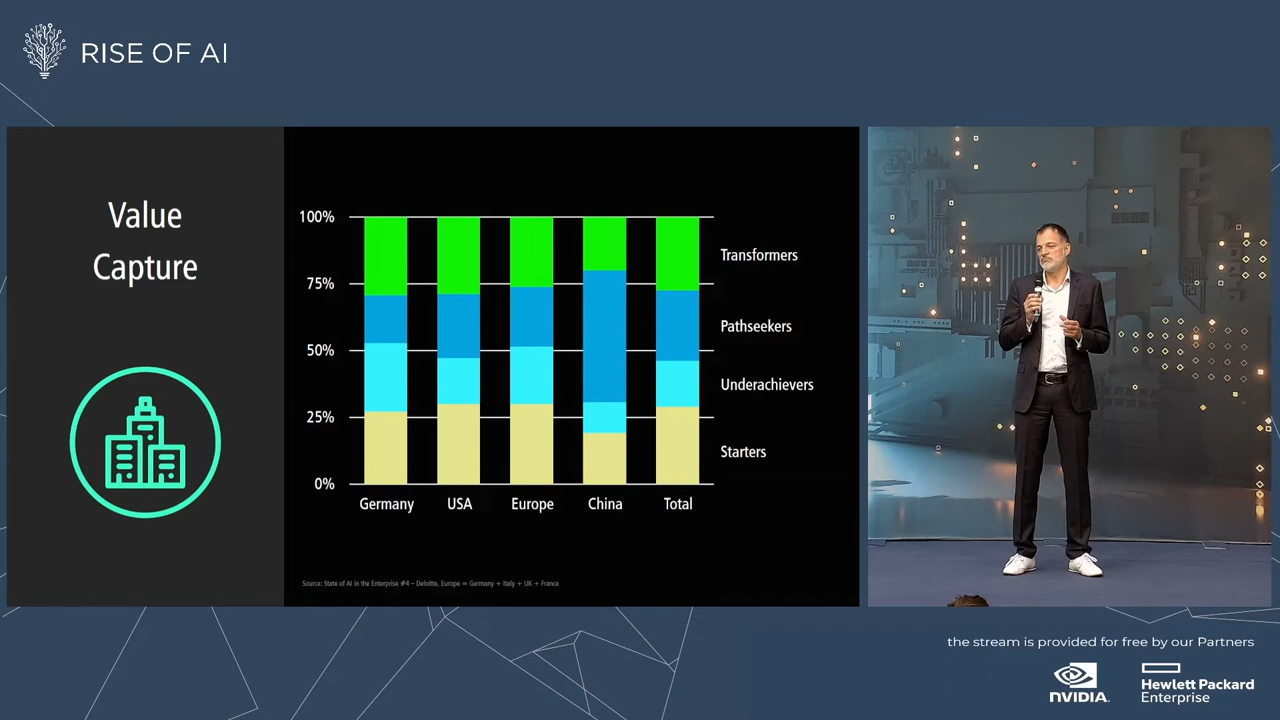 RISE OF AI
Value
Capture
100%
75%
50%
25%
0%
Transformers
Pathseekers
Underachievers
Starters
Germany
USA
Europe
China
Total
Source: State of AI in the Enterprise #4 – Deloitte, Europe = Germany + Italy + UK + France
the stream is provided for free by our Partners
NVIDIA.
Hewlett Packard
Enterprise